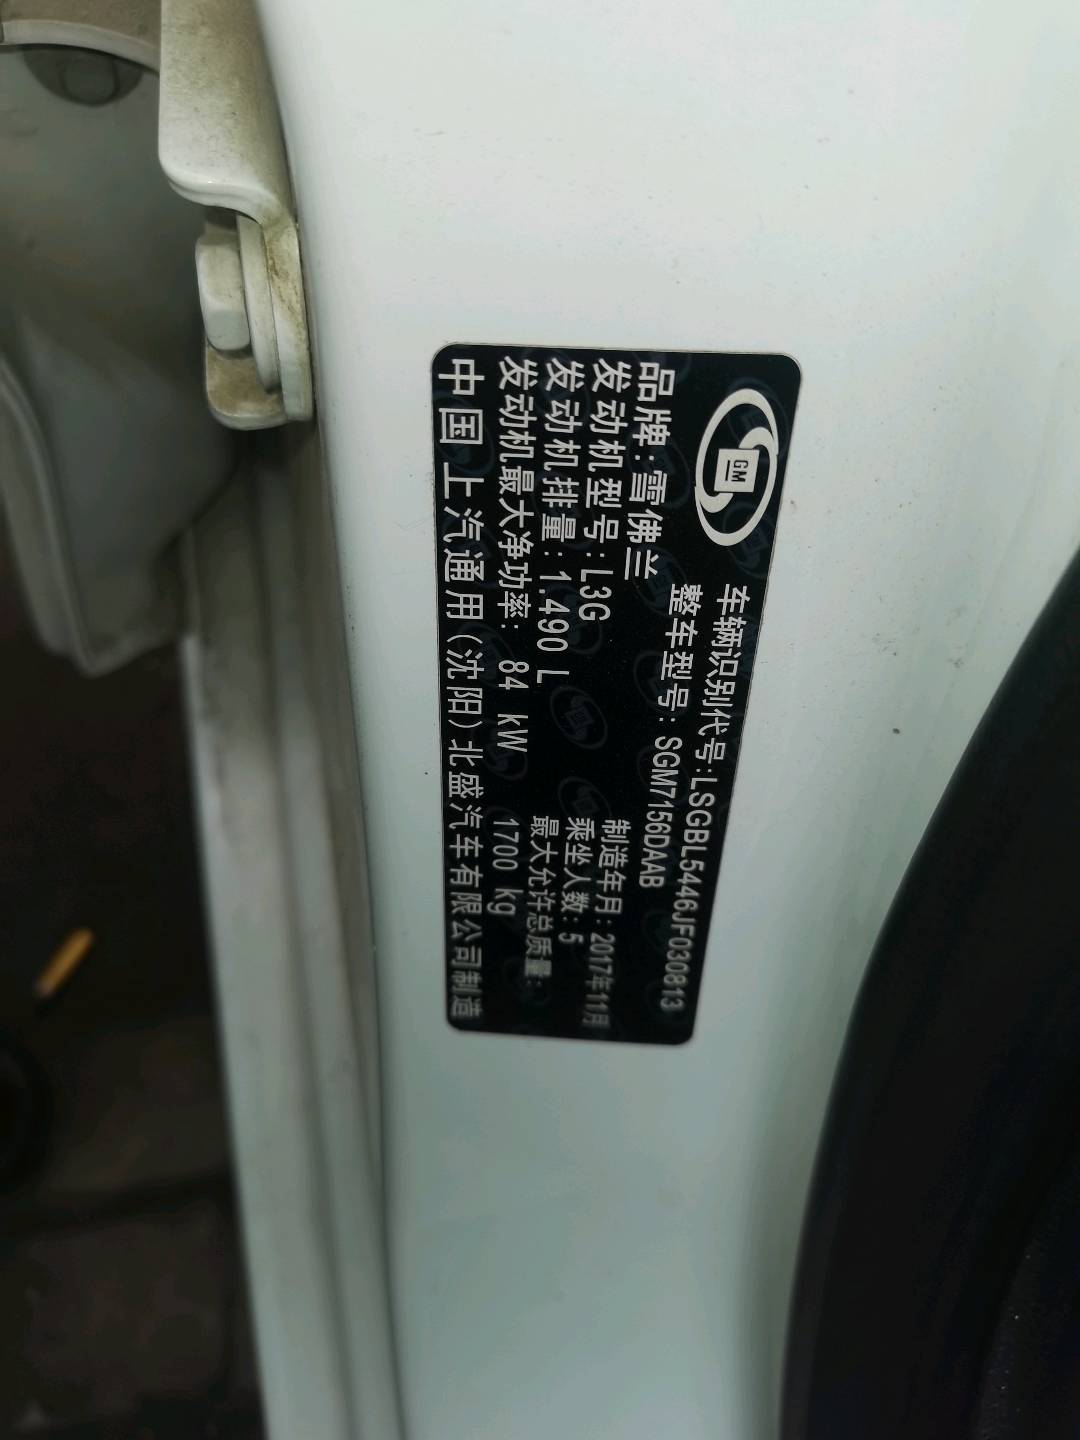 GM
车辆识别代号:LSGBL5446JF030813
品牌:雪佛兰 整车型号:SGM7156DAAB
发动机型号:L3G 制造年月:2017年11月
发动机排量:1.490 L 乘坐人数:5
发动机最大净功率: 84 kW 最大允许总质量: 1700 kg
中国 上汽通用(沈阳)北盛汽车有限公司制造